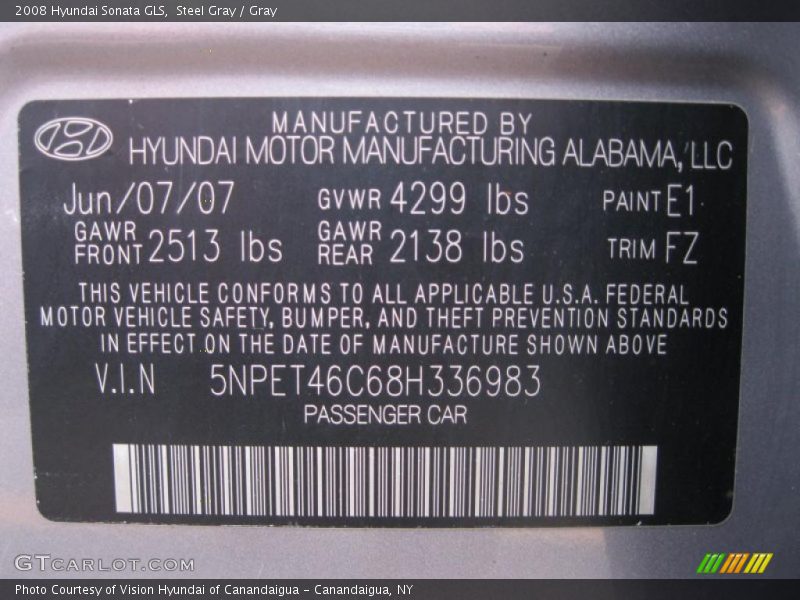 2008 Hyundai Sonata GLS,  Steel Gray / Gray
MANUFACTURED BY
HYUNDAI MOTOR MANUFACTURING ALABAMA, LLC
Jun/07/07 GVWR 4299 lbs PAINT E1
GAWR FRONT 2513 lbs GAWR REAR 2138 lbs TRIM FZ
THIS VEHICLE CONFORMS TO ALL APPLICABLE U.S.A. FEDERAL
MOTOR VEHICLE SAFETY, BUMPER, AND THEFT PREVENTION STANDARDS
IN EFFECT ON THE DATE OF MANUFACTURE SHOWN ABOVE
V.I.N 5NPET46C68H336983
PASSENGER CAR
GTCARLOT.COM
Photo Courtesy of Vision Hyundai of Canandaigua - Canandaigua, NY